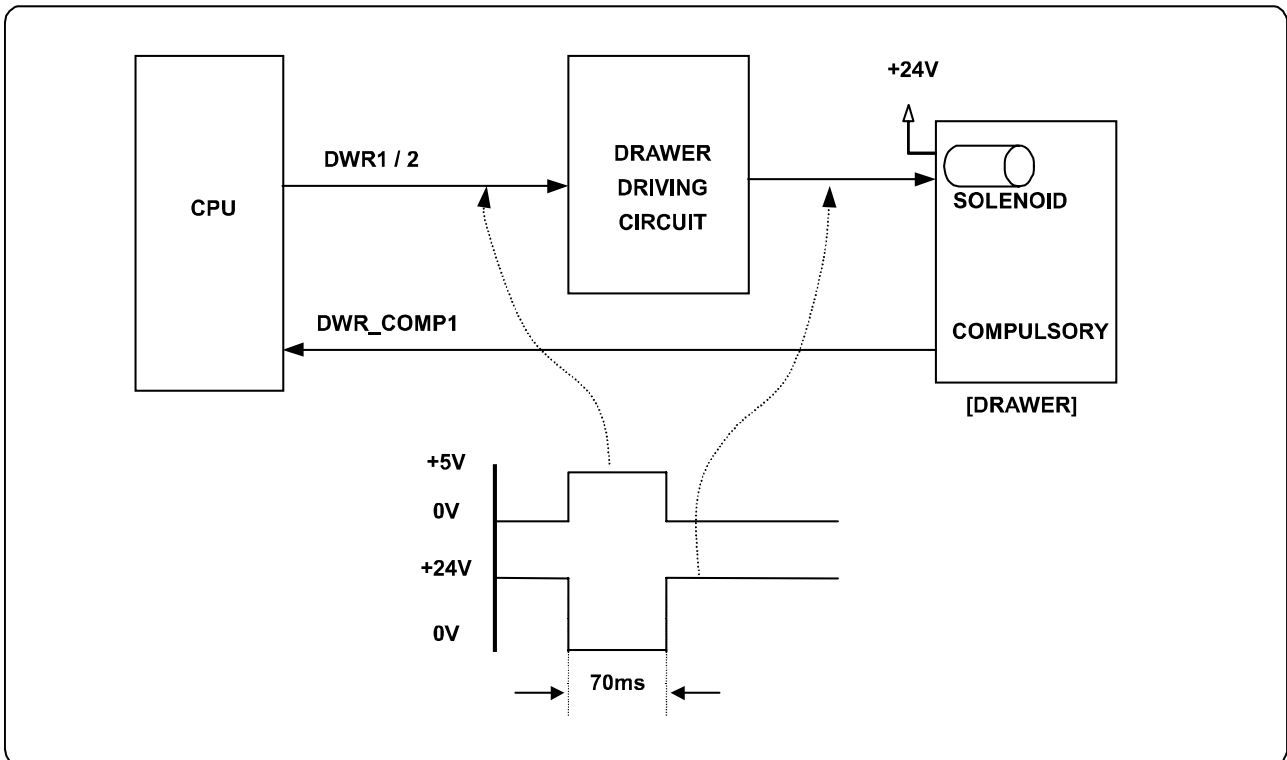 +24V
DWR1 / 2
CPU
DRAWER
DRIVING
CIRCUIT
SOLENOID
DWR_COMP1
COMPULSORY
[DRAWER]
+5V
0V
+24V
0V
70ms